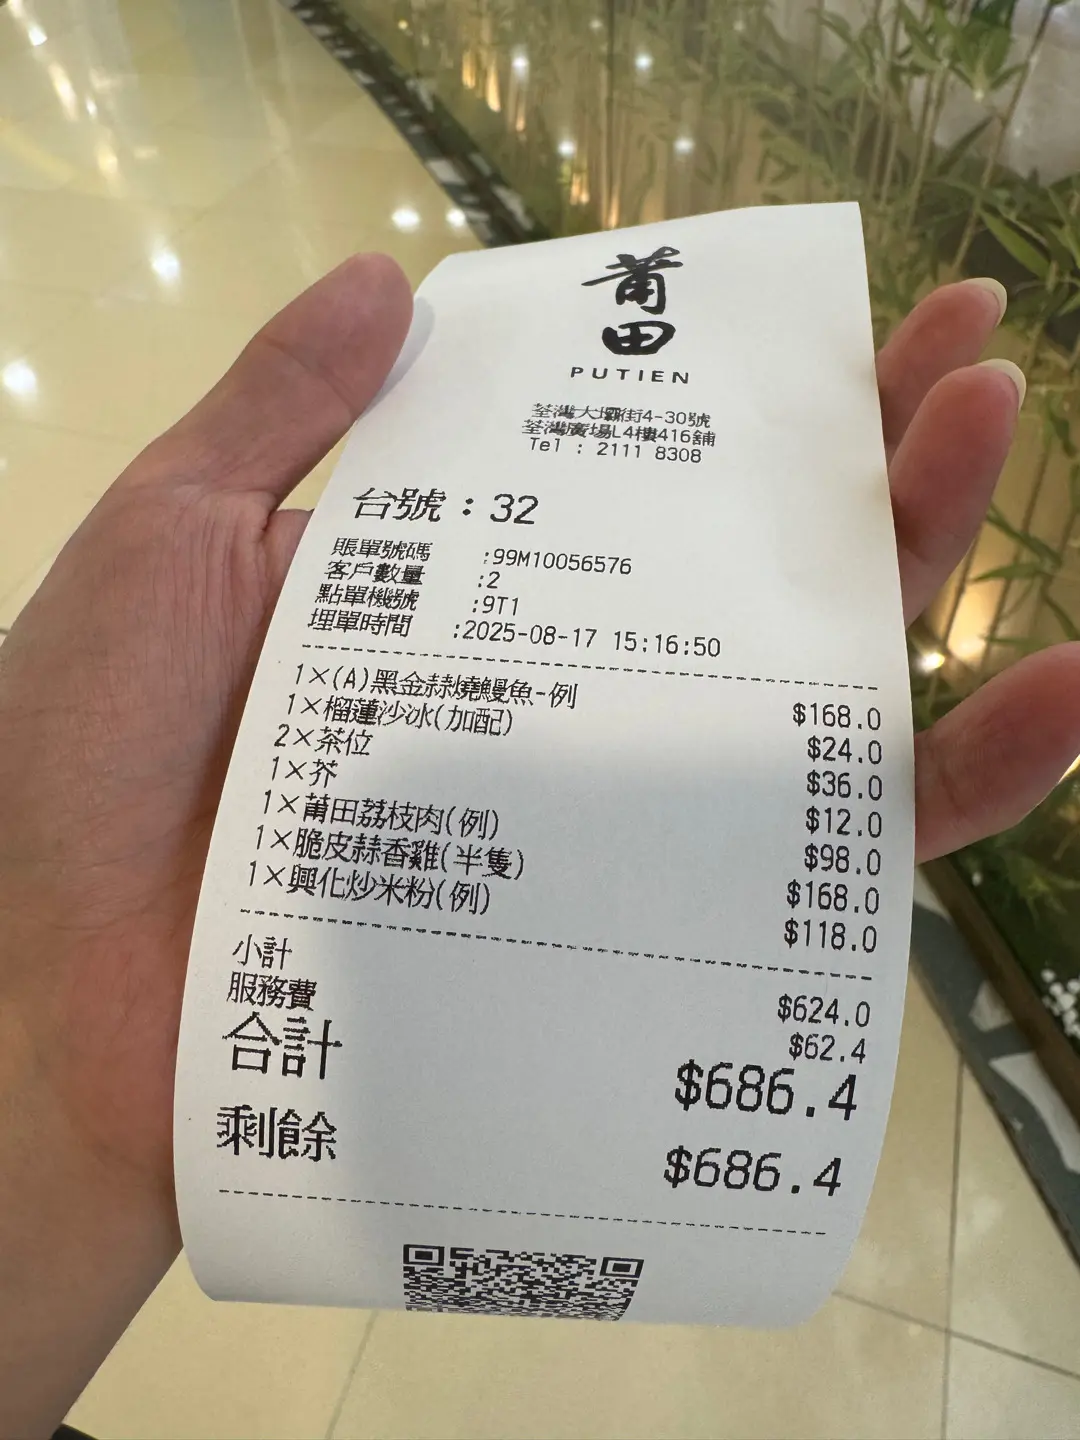 莆
田
PUTIEN
荃灣大壩街4-30號
荃灣廣場L4樓416舖
Tel : 2111 8308
台號：32
賬單號碼 :99M10056576
客戶數量 :2
點單機號 :9T1
埋單時間 :2025-08-17 15:16:50
1×(A)黑金蒜燒鰻魚-例 $168.0
1×榴蓮沙冰(加配) $24.0
2×茶位 $36.0
1×芥 $12.0
1×莆田荔枝肉(例) $98.0
1×脆皮蒜香雞(半隻) $168.0
1×興化炒米粉(例) $118.0
小計 $624.0
服務費 $62.4
合計 $686.4
剩餘 $686.4